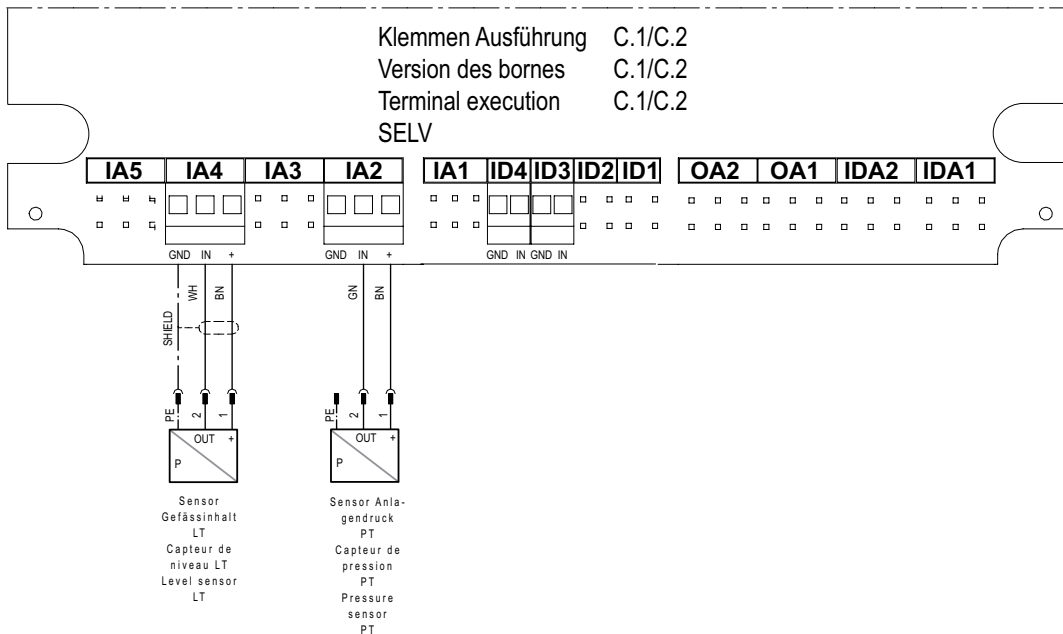 Klemmen Ausführung C.1/C.2
Version des bornes C.1/C.2
Terminal execution C.1/C.2
SELV
IA5 IA4 IA3 IA2 IA1 ID4 ID3 ID2 ID1 OA2 OA1 IDA2 IDA1
GND IN + GND IN + GND IN GND IN
WH BN GN BN
SHIELD
PE 2 1 PE 2 1
OUT + OUT +
P P
Sensor
Gefässinhalt
LT
Capteur de
niveau LT
Level sensor
LT
Sensor Anla-
gendruck
PT
Capteur de
pression
PT
Pressure
sensor
PT